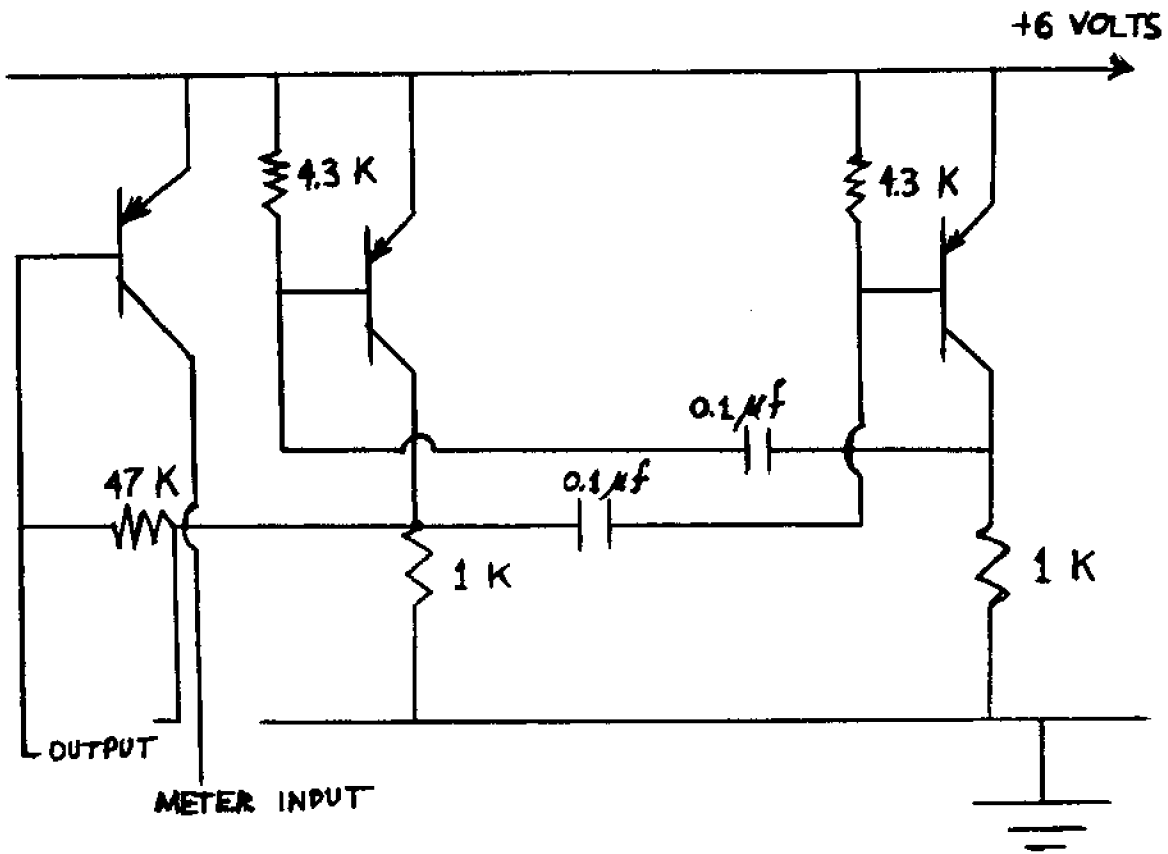 +6 VOLTS
4.3 K
4.3 K
0.1 μf
47 K
0.1 μf
1 K
1 K
OUTPUT
METER INPUT